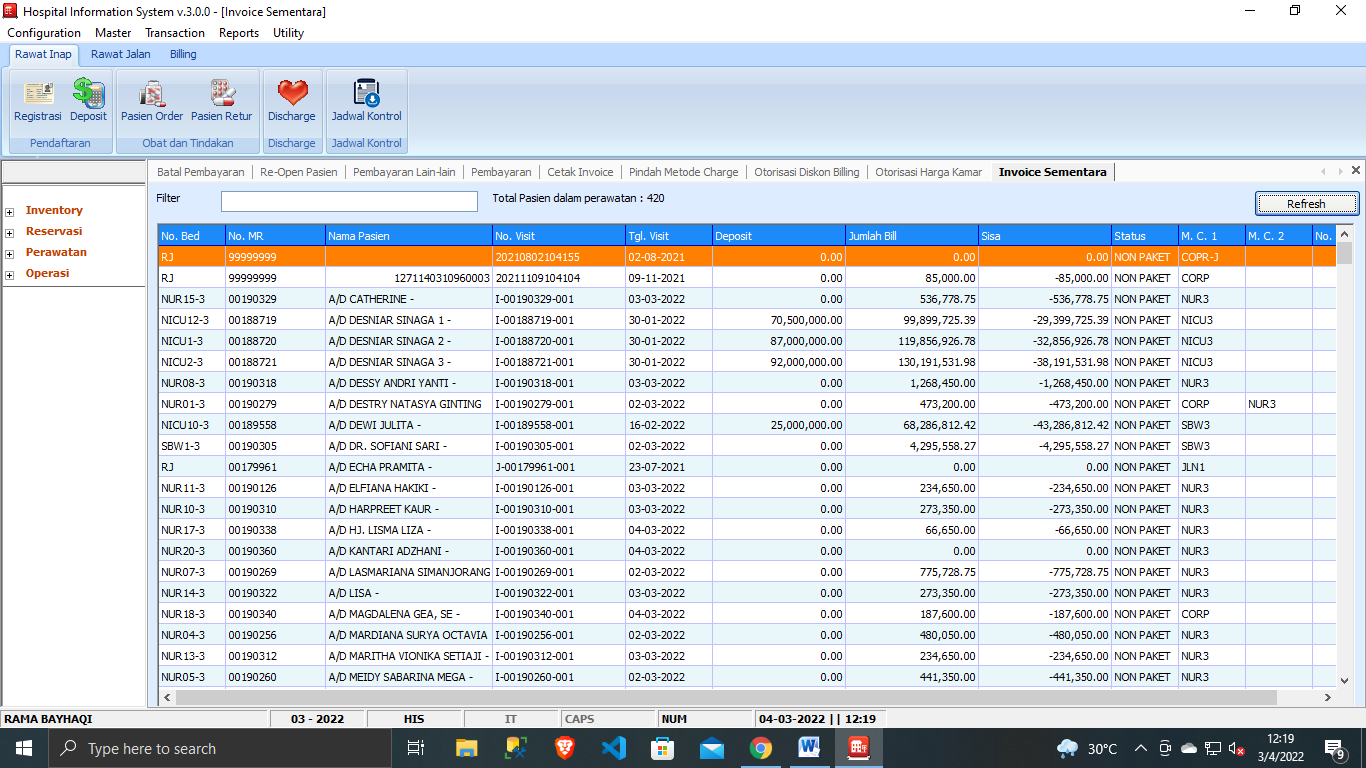 Hospital Information System v.3.0.0 - [Invoice Sementara]
Configuration Master Transaction Reports Utility
Rawat Inap Rawat Jalan Billing
Registrasi Deposit Pasien Order Pasien Retur Discharge Jadwal Kontrol
Pendaftaran Obat dan Tindakan Discharge Jadwal Kontrol
Batal Pembayaran Re-Open Pasien Pembayaran Lain-lain Pembayaran Cetak Invoice Pindah Metode Charge Otorisasi Diskon Billing Otorisasi Harga Kamar Invoice Sementara
Inventory
Reservasi
Perawatan
Operasi
Filter Total Pasien dalam perawatan : 420 Refresh
No. Bed No. MR Nama Pasien No. Visit Tgl. Visit Deposit Jumlah Bill Sisa Status M. C. 1 M. C. 2 No.
RJ 99999999 20210802104155 02-08-2021 0.00 0.00 0.00 NON PAKET COPR-J
RJ 99999999 1271140310960003 20211109104104 09-11-2021 0.00 85,000.00 -85,000.00 NON PAKET CORP
NUR15-3 00190329 A/D CATHERINE - I-00190329-001 03-03-2022 0.00 536,778.75 -536,778.75 NON PAKET NUR3
NICU12-3 00188719 A/D DESNIAR SINAGA 1 - I-00188719-001 30-01-2022 70,500,000.00 99,899,725.39 -29,399,725.39 NON PAKET NICU3
NICU1-3 00188720 A/D DESNIAR SINAGA 2 - I-00188720-001 30-01-2022 87,000,000.00 119,856,926.78 -32,856,926.78 NON PAKET NICU3
NICU2-3 00188721 A/D DESNIAR SINAGA 3 - I-00188721-001 30-01-2022 92,000,000.00 130,191,531.98 -38,191,531.98 NON PAKET NICU3
NUR08-3 00190318 A/D DESSY ANDRI YANTI - I-00190318-001 03-03-2022 0.00 1,268,450.00 -1,268,450.00 NON PAKET NUR3
NUR01-3 00190279 A/D DESTRY NATASYA GINTING I-00190279-001 02-03-2022 0.00 473,200.00 -473,200.00 NON PAKET CORP NUR3
NICU10-3 00189558 A/D DEWI JULITA - I-00189558-001 16-02-2022 25,000,000.00 68,286,812.42 -43,286,812.42 NON PAKET SBW3
SBW1-3 00190305 A/D DR. SOFIANI SARI - I-00190305-001 02-03-2022 0.00 4,295,558.27 -4,295,558.27 NON PAKET SBW3
RJ 00179961 A/D ECHA PRAMITA - J-00179961-001 23-07-2021 0.00 0.00 0.00 NON PAKET JLN1
NUR11-3 00190126 A/D ELFIANA HAKIKI - I-00190126-001 03-03-2022 0.00 234,650.00 -234,650.00 NON PAKET NUR3
NUR10-3 00190310 A/D HARPREET KAUR - I-00190310-001 03-03-2022 0.00 273,350.00 -273,350.00 NON PAKET NUR3
NUR17-3 00190338 A/D HJ. LISMA LIZA - I-00190338-001 04-03-2022 0.00 66,650.00 -66,650.00 NON PAKET NUR3
NUR20-3 00190360 A/D KANTARI ADZHANI - I-00190360-001 04-03-2022 0.00 0.00 0.00 NON PAKET NUR3
NUR07-3 00190269 A/D LASMARIANA SIMANJORANG I-00190269-001 02-03-2022 0.00 775,728.75 -775,728.75 NON PAKET NUR3
NUR14-3 00190322 A/D LISA - I-00190322-001 03-03-2022 0.00 273,350.00 -273,350.00 NON PAKET NUR3
NUR18-3 00190340 A/D MAGDALENA GEA, SE - I-00190340-001 04-03-2022 0.00 187,600.00 -187,600.00 NON PAKET CORP
NUR04-3 00190256 A/D MARDIANA SURYA OCTAVIA I-00190256-001 02-03-2022 0.00 480,050.00 -480,050.00 NON PAKET NUR3
NUR13-3 00190312 A/D MARITHA VIONIKA SETIAJI - I-00190312-001 03-03-2022 0.00 234,650.00 -234,650.00 NON PAKET NUR3
NUR05-3 00190260 A/D MEIDY SABARINA MEGA - I-00190260-001 02-03-2022 0.00 441,350.00 -441,350.00 NON PAKET NUR3
RAMA BAYHAQI 03 - 2022 HIS IT CAPS NUM 04-03-2022 || 12:19
Type here to search 30°C 12:19
3/4/2022 9